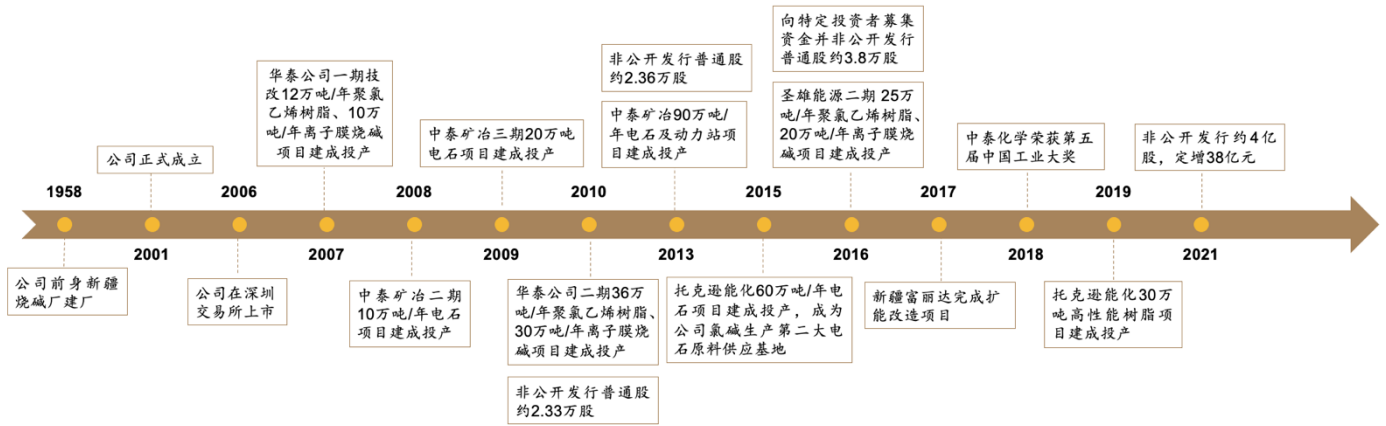 向特定投资者募集
资金并非公开发行
普通股约3.8万股
非公开发行普通股
约2.36万股
华泰公司一期技
改12万吨/年聚氯
乙烯树脂、10万
吨/年离子膜烧碱
项目建成投产
圣雄能源二期 25万
吨/年聚氯乙烯树脂、
20万吨/年离子膜烧
碱项目建成投产
中泰矿冶90万吨/
年电石及动力站项
目建成投产
中泰矿冶三期20万吨
电石项目建成投产
中泰化学荣获第五
届中国工业大奖
非公开发行约4亿
股，定增38亿元
公司正式成立
1958
2006
2008
2010
2015
2017
2019
2001
2007
2009
2013
2016
2018
2021
公司前身新疆
烧碱厂建厂
公司在深圳
交易所上市
中泰矿冶二期
10万吨/年电石
项目建成投产
华泰公司二期36万
吨/年聚氯乙烯树脂、
30万吨/年离子膜烧
碱项目建成投产
托克逊能化60万吨/年电
石项目建成投产，成为
公司氯碱生产第二大电
石原料供应基地
新疆富丽达完成扩
能改造项目
托克逊能化30万
吨高性能树脂项
目建成投产
非公开发行普通股
约2.33万股